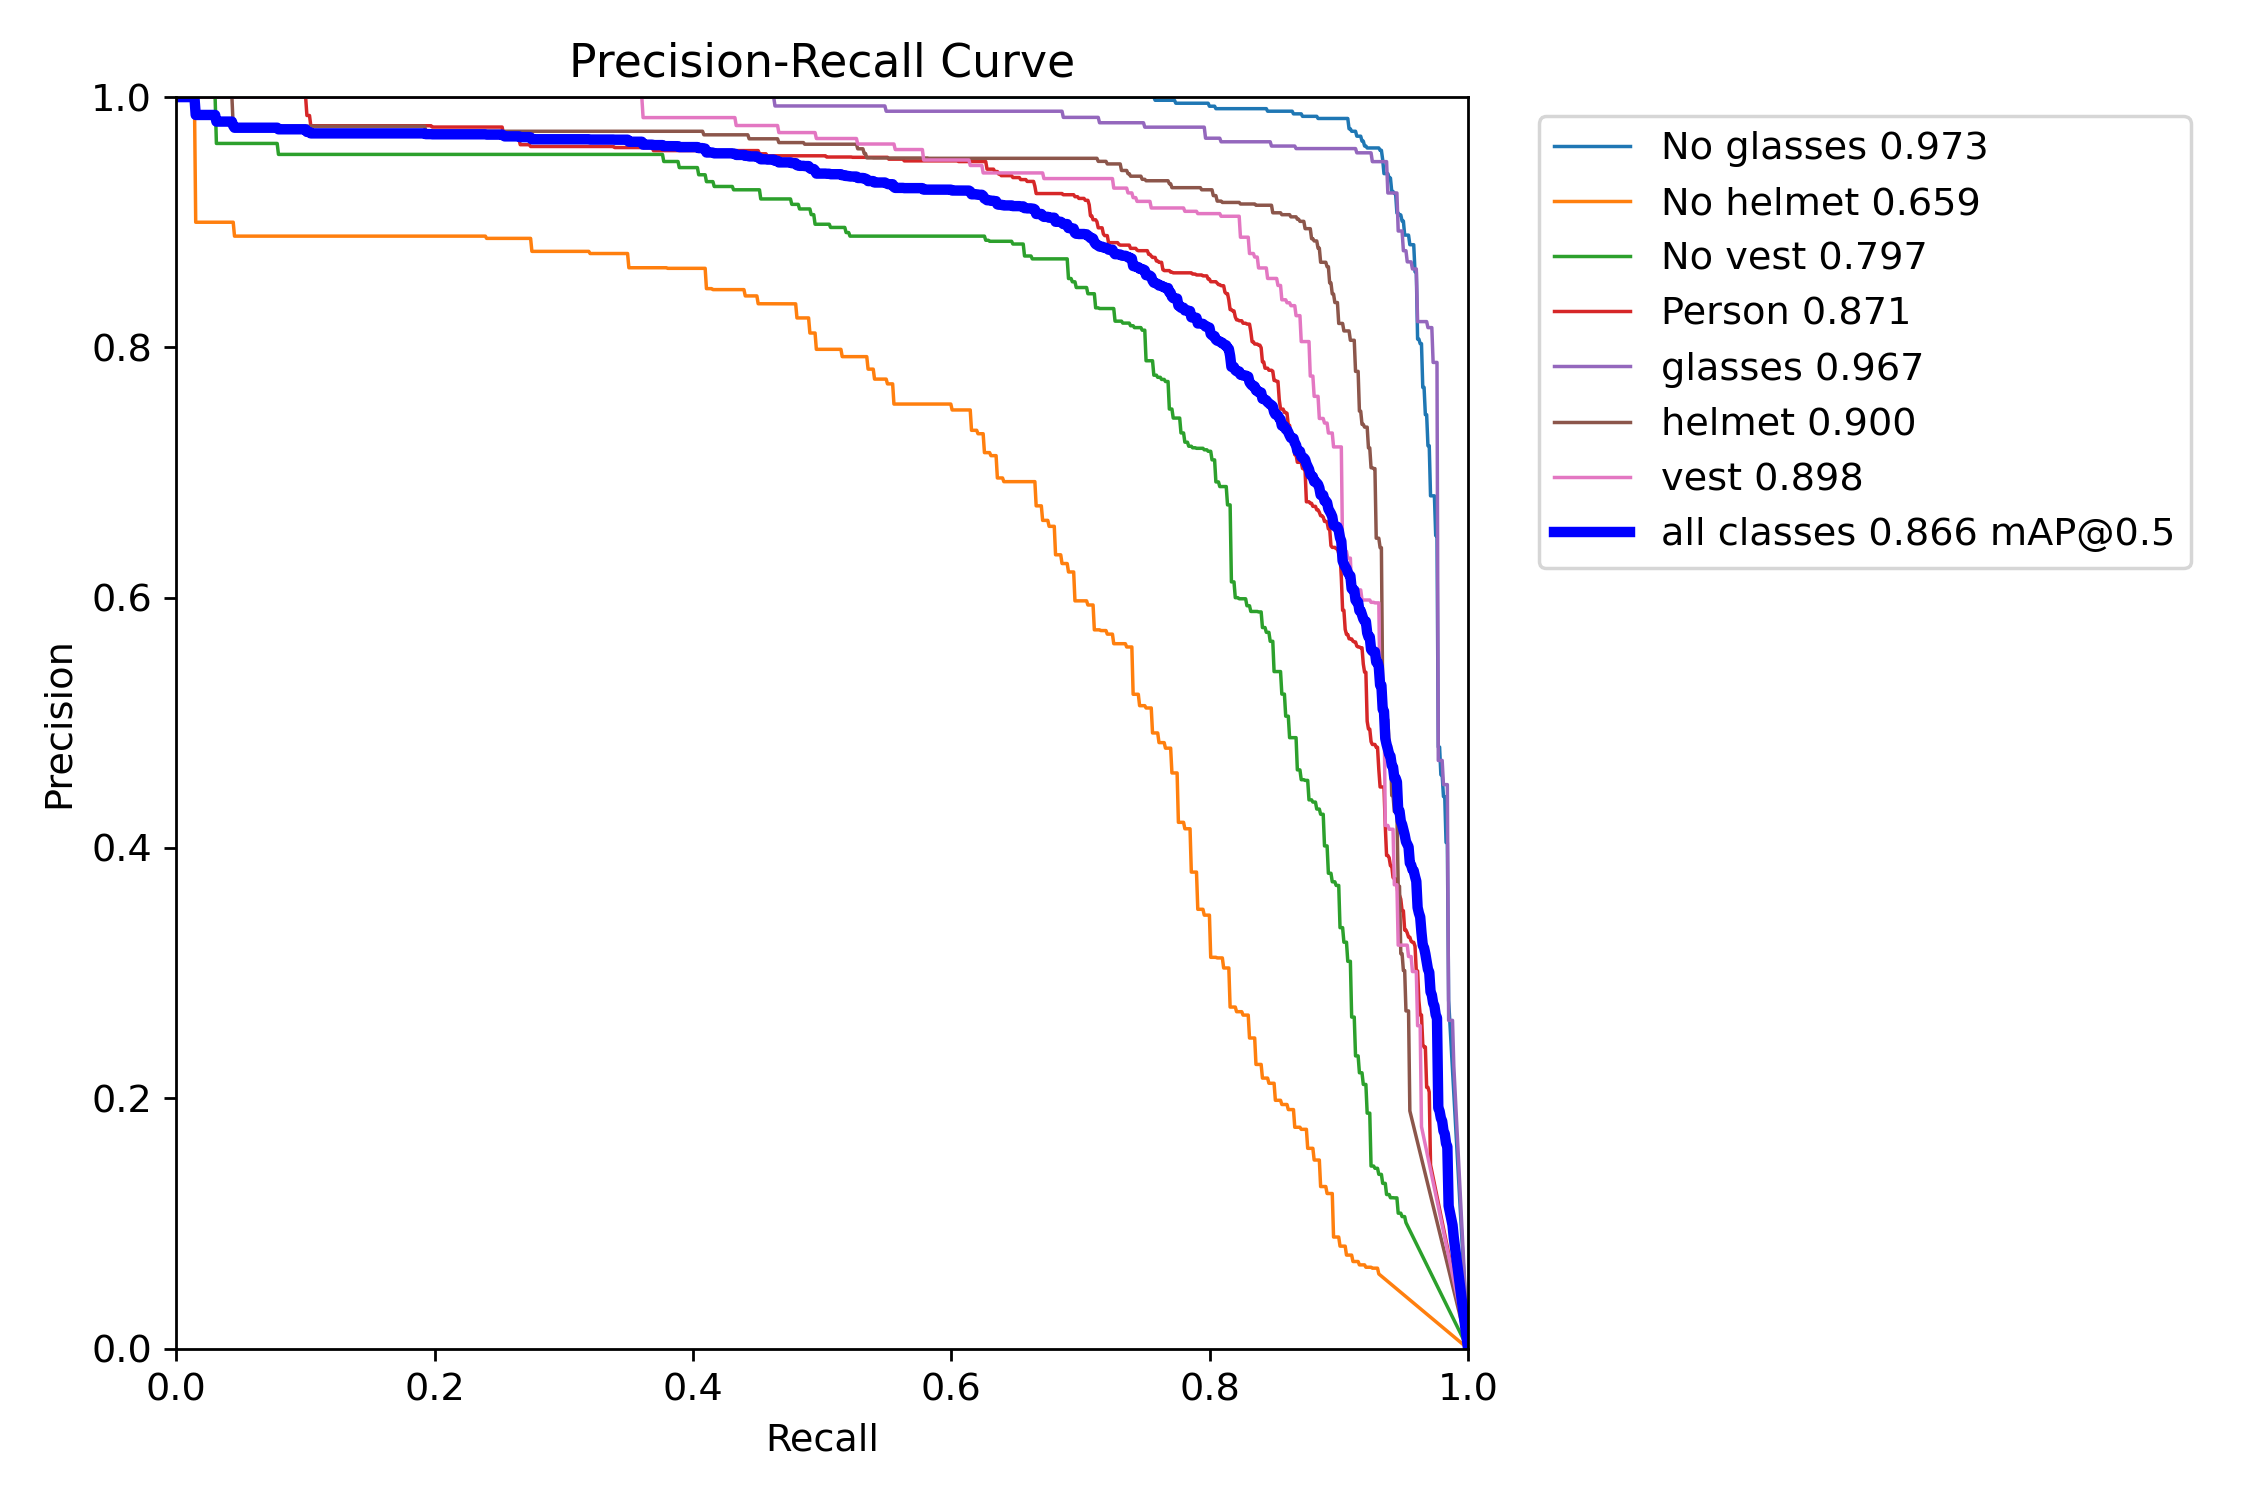 Precision-Recall Curve
1.0
0.8
0.6
0.4
0.2
0.0
Precision
0.0 0.2 0.4 0.6 0.8 1.0
Recall
No glasses 0.973
No helmet 0.659
No vest 0.797
Person 0.871
glasses 0.967
helmet 0.900
vest 0.898
all classes 0.866 mAP@0.5